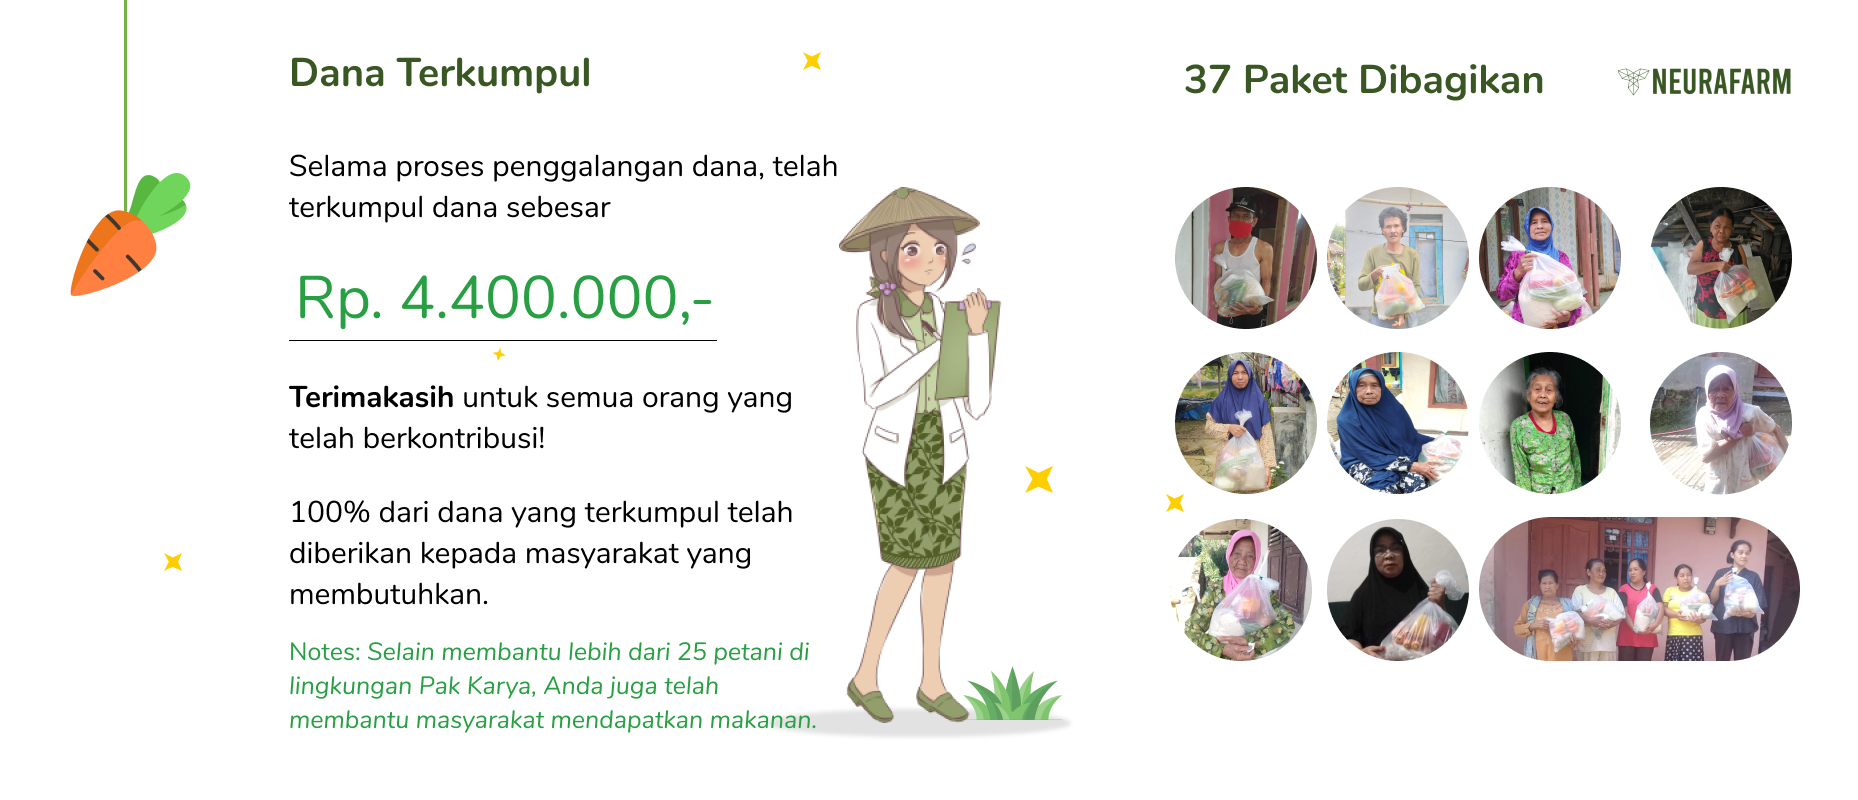 Dana Terkumpul
Selama proses penggalangan dana, telah
terkumpul dana sebesar
Rp. 4.400.000,-
Terimakasih untuk semua orang yang
telah berkontribusi!
100% dari dana yang terkumpul telah
diberikan kepada masyarakat yang
membutuhkan.
Notes: Selain membantu lebih dari 25 petani di
lingkungan Pak Karya, Anda juga telah
membantu masyarakat mendapatkan makanan.
37 Paket Dibagikan
NEURAFARM